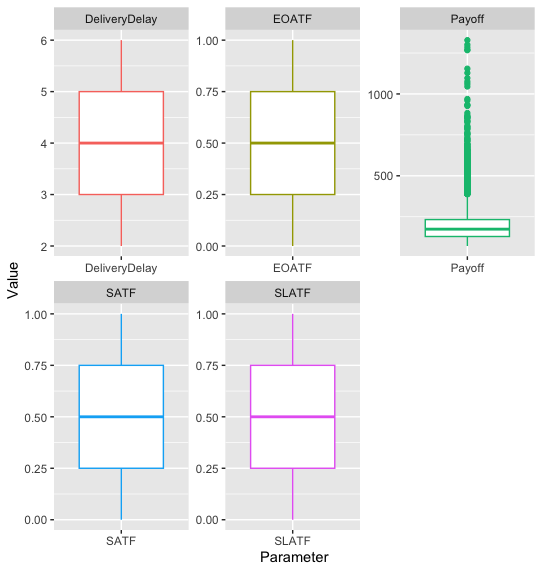 DeliveryDelay
EOATF
Payoff
6
5
4
3
2
1.00
0.75
0.50
0.25
0.00
1000
500
DeliveryDelay
EOATF
Payoff
Value
SATF
SLATF
1.00
0.75
0.50
0.25
0.00
1.00
0.75
0.50
0.25
0.00
SATF
SLATF
Parameter